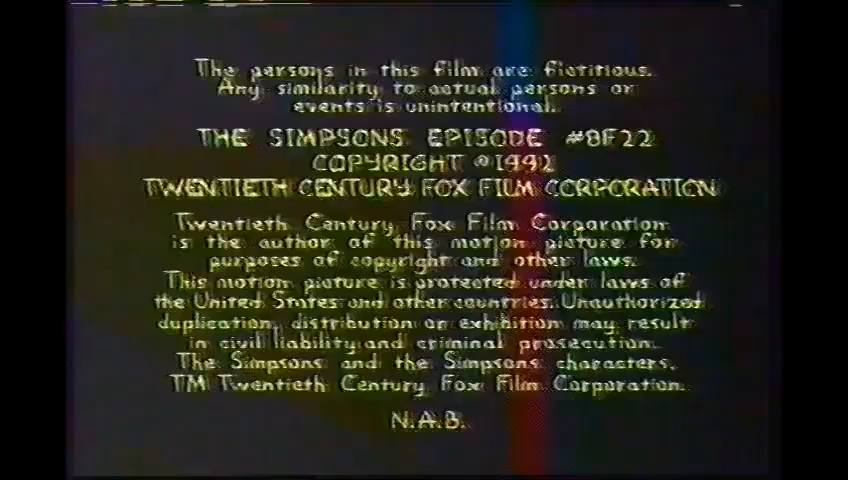 The persons in this film are fictitious.
Any similarity to actual persons or
events is unintentional.
THE SIMPSONS EPISODE #8F22
COPYRIGHT ©1992
TWENTIETH CENTURY FOX FILM CORPORATION
Twentieth Century Fox Film Corporation
is the author of this motion picture for
purposes of copyright and other laws.
This motion picture is protected under laws of
the United States and other countries. Unauthorized
duplication, distribution or exhibition may result
in civil liability and criminal prosecution.
The Simpsons and the Simpsons characters.
TM Twentieth Century Fox Film Corporation.
N.A.B.